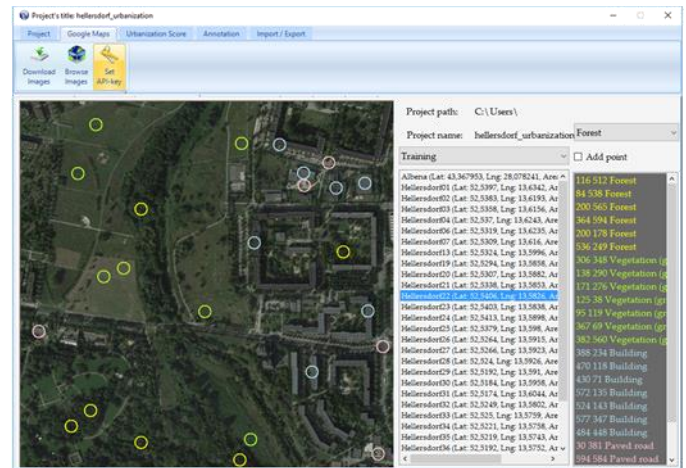 Project's title: hellersdorf_urbanization
Project Google Maps Urbanization Score Annotation Import / Export
Download Images Browse Images Set API-key
Project path: C:\Users\
Project name: hellersdorf_urbanization Forest
Training Add point
Albena (Lat: 43,367953, Lng: 28,078241, Are
Hellersdorf01 (Lat: 52,5397, Lng: 13,6342, Ar
Hellersdorf02 (Lat: 52,5383, Lng: 13,6193, Ar
Hellersdorf03 (Lat: 52,5358, Lng: 13,6156, Ar
Hellersdorf04 (Lat: 52,537, Lng: 13,6243, Are
Hellersdorf06 (Lat: 52,5319, Lng: 13,6235, Ar
Hellersdorf07 (Lat: 52,5309, Lng: 13,616, Are
Hellersdorf13 (Lat: 52,5324, Lng: 13,5996, Ar
Hellersdorf19 (Lat: 52,5294, Lng: 13,5858, Ar
Hellersdorf20 (Lat: 52,5307, Lng: 13,5882, Ar
Hellersdorf21 (Lat: 52,5338, Lng: 13,5853, Ar
Hellersdorf22 (Lat: 52,5406, Lng: 13,5826, Ar
Hellersdorf23 (Lat: 52,5403, Lng: 13,5838, Ar
Hellersdorf24 (Lat: 52,5413, Lng: 13,5898, Ar
Hellersdorf25 (Lat: 52,5379, Lng: 13,598, Are
Hellersdorf26 (Lat: 52,5264, Lng: 13,5915, Ar
Hellersdorf27 (Lat: 52,5266, Lng: 13,5923, Ar
Hellersdorf28 (Lat: 52,524, Lng: 13,5926, Are
Hellersdorf29 (Lat: 52,5192, Lng: 13,591, Are
Hellersdorf30 (Lat: 52,5184, Lng: 13,5958, Ar
Hellersdorf31 (Lat: 52,5174, Lng: 13,6044, Ar
Hellersdorf32 (Lat: 52,5249, Lng: 13,5802, Ar
Hellersdorf33 (Lat: 52,525, Lng: 13,5759, Are
Hellersdorf34 (Lat: 52,5221, Lng: 13,5758, Ar
Hellersdorf35 (Lat: 52,5219, Lng: 13,5743, Ar
Hellersdorf36 (Lat: 52,5192, Lng: 13,5752, Ar
116 512 Forest
84 538 Forest
200 565 Forest
364 594 Forest
200 178 Forest
536 249 Forest
306 348 Vegetation (g
138 290 Vegetation (g
171 276 Vegetation (gr
125 38 Vegetation (gr
95 119 Vegetation (gr
367 69 Vegetation (gr
382 560 Vegetation (gr
388 234 Building
470 118 Building
430 71 Building
572 135 Building
524 143 Building
577 347 Building
484 448 Building
30 381 Paved road
594 584 Paved road